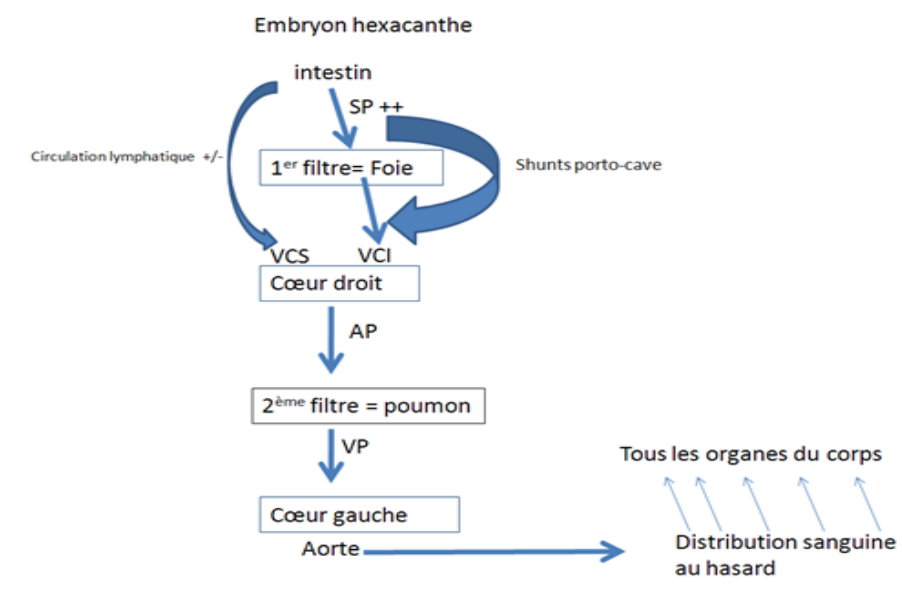 Embryon hexacanthe
intestin
SP ++
Circulation lymphatique +/-
1er filtre= Foie
Shunts porto-cave
VCS
VCI
Cœur droit
AP
2ème filtre = poumon
VP
Tous les organes du corps
Cœur gauche
Aorte
Distribution sanguine
au hasard